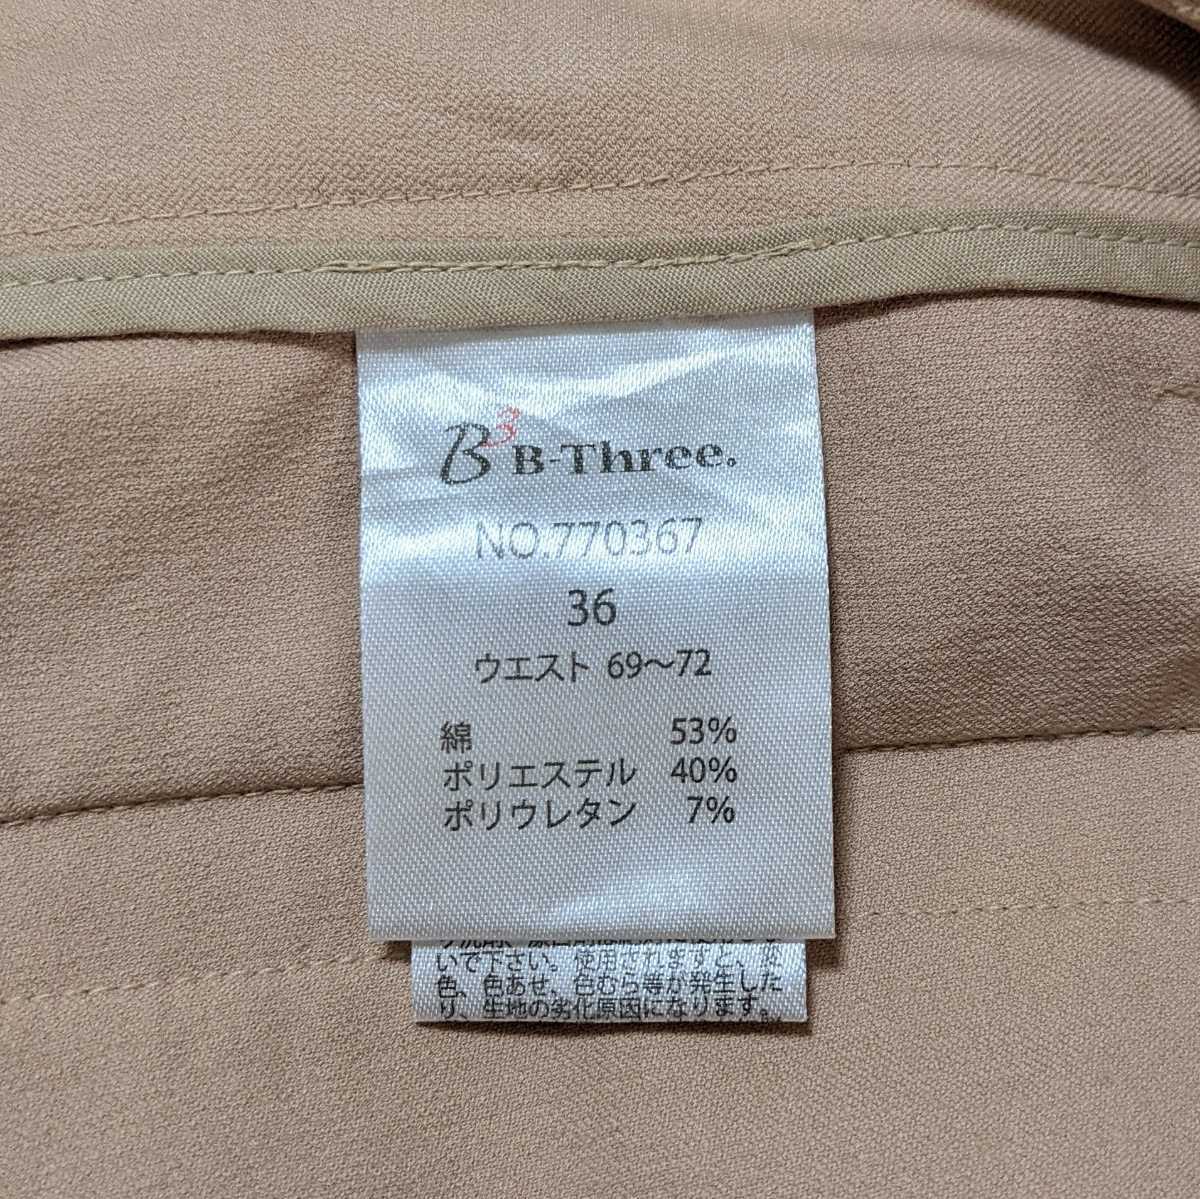 B3 B-Three.
NO.770367
36
ウエスト 69～72
綿 53%
ポリエステル 40%
ポリウレタン 7%
いで下さい。使用されますと、変
色、色あせ、色むら等が発生した
り、生地の劣化原因になります。